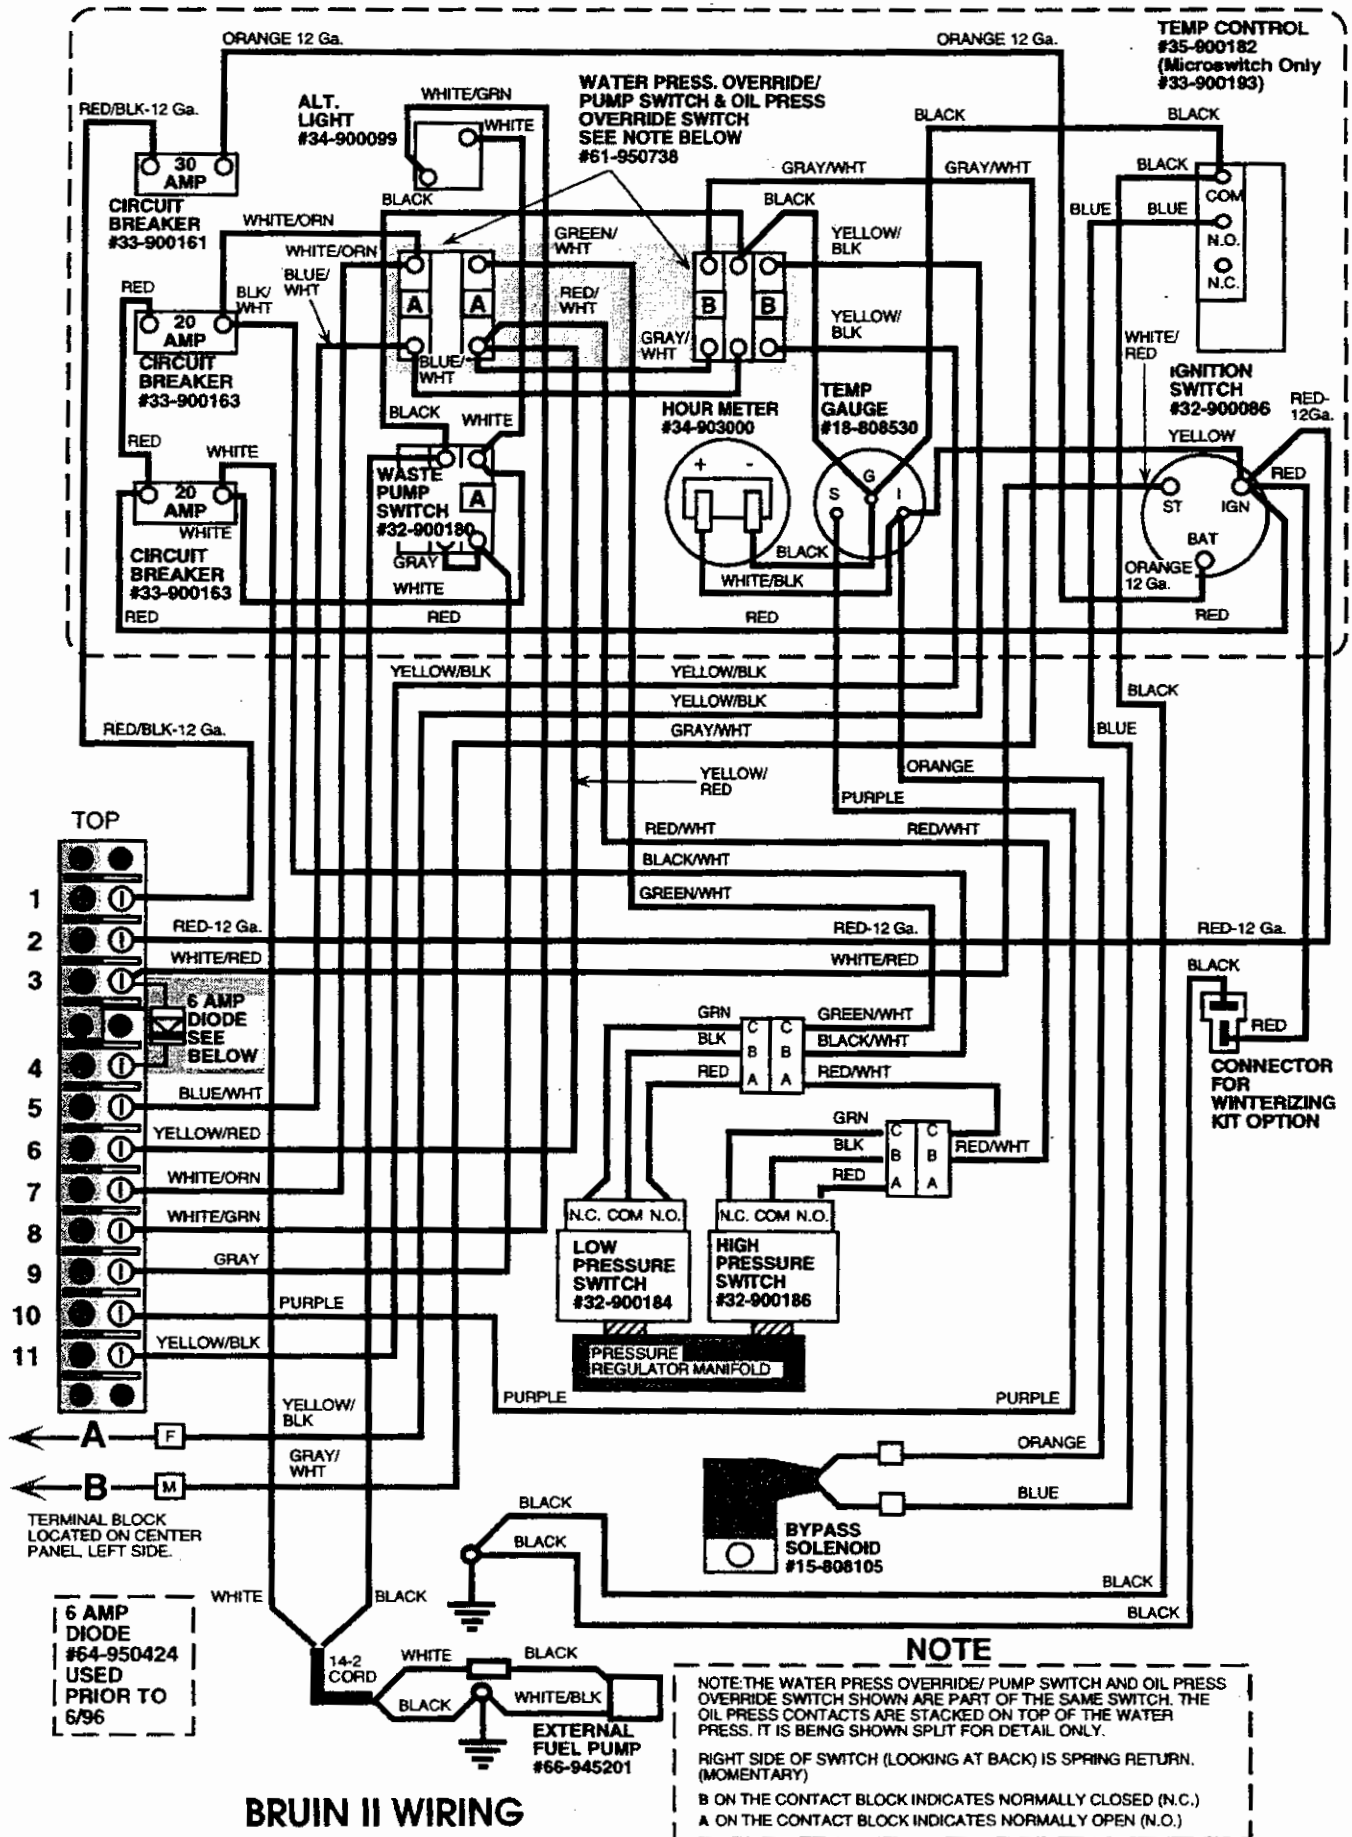 ORANGE 12 Ga.
ORANGE 12 Ga.
TEMP CONTROL
#35-900182
(Microswitch Only
#33-900193)
RED/BLK-12 Ga.
ALT.
LIGHT
#34-900099
WHITE/GRN
WHITE
WATER PRESS. OVERRIDE/
PUMP SWITCH & OIL PRESS
OVERRIDE SWITCH
SEE NOTE BELOW
#61-950738
BLACK
BLACK
30
AMP
CIRCUIT
BREAKER
#33-900161
GRAY/WHT
GRAY/WHT
BLACK
COM
BLACK
BLACK
BLUE
BLUE
N.O.
N.C.
WHITE/ORN
WHITE/ORN
GREEN/
WHT
YELLOW/
BLK
BLUE/
WHT
RED
BLK/
WHT
A
A
RED/
WHT
B
B
20
AMP
CIRCUIT
BREAKER
#33-900163
BLUE/
WHT
GRAY/
WHT
YELLOW/
BLK
WHITE/
RED
IGNITION
SWITCH
#32-900086
RED-
12Ga.
BLACK
WHITE
HOUR METER
#34-903000
TEMP
GAUGE
#18-808530
YELLOW
RED
WHITE
WASTE
PUMP
SWITCH
#32-900180
A
+
-
G
S
I
ST
IGN
RED
BAT
20
AMP
WHITE
CIRCUIT
BREAKER
#33-900163
GRAY
WHITE
BLACK
WHITE/BLK
ORANGE
12 Ga.
RED
RED
RED
RED
YELLOW/BLK
YELLOW/BLK
YELLOW/BLK
GRAY/WHT
BLACK
BLUE
RED/BLK-12 Ga.
YELLOW/
RED
ORANGE
PURPLE
TOP
RED/WHT
RED/WHT
BLACK/WHT
GREEN/WHT
1
2
RED-12 Ga.
RED-12 Ga.
RED-12 Ga.
3
WHITE/RED
WHITE/RED
6 AMP
DIODE
SEE
BELOW
BLACK
RED
CONNECTOR
FOR
WINTERIZING
KIT OPTION
GRN
C
C
GREEN/WHT
BLK
B
B
BLACK/WHT
RED
A
A
RED/WHT
4
5
BLUE/WHT
GRN
C
C
BLK
B
B
RED/WHT
RED
A
A
6
YELLOW/RED
7
WHITE/ORN
8
WHITE/GRN
9
GRAY
10
PURPLE
11
YELLOW/BLK
N.C. COM N.O.
LOW
PRESSURE
SWITCH
#32-900184
N.C. COM N.O.
HIGH
PRESSURE
SWITCH
#32-900186
PRESSURE
REGULATOR MANIFOLD
PURPLE
PURPLE
YELLOW/
BLK
A
F
GRAY/
WHT
B
M
TERMINAL BLOCK
LOCATED ON CENTER
PANEL, LEFT SIDE.
ORANGE
BLUE
BYPASS
SOLENOID
#15-808105
BLACK
BLACK
BLACK
BLACK
WHITE
BLACK
6 AMP
DIODE
#64-950424
USED
PRIOR TO
6/96
14-2
CORD
WHITE
BLACK
BLACK
WHITE/BLK
EXTERNAL
FUEL PUMP
#66-945201
NOTE
NOTE:THE WATER PRESS OVERRIDE/ PUMP SWITCH AND OIL PRESS
OVERRIDE SWITCH SHOWN ARE PART OF THE SAME SWITCH. THE
OIL PRESS CONTACTS ARE STACKED ON TOP OF THE WATER
PRESS. IT IS BEING SHOWN SPLIT FOR DETAIL ONLY.
RIGHT SIDE OF SWITCH (LOOKING AT BACK) IS SPRING RETURN.
(MOMENTARY)
B ON THE CONTACT BLOCK INDICATES NORMALLY CLOSED (N.C.)
A ON THE CONTACT BLOCK INDICATES NORMALLY OPEN (N.O.)
BRUIN II WIRING